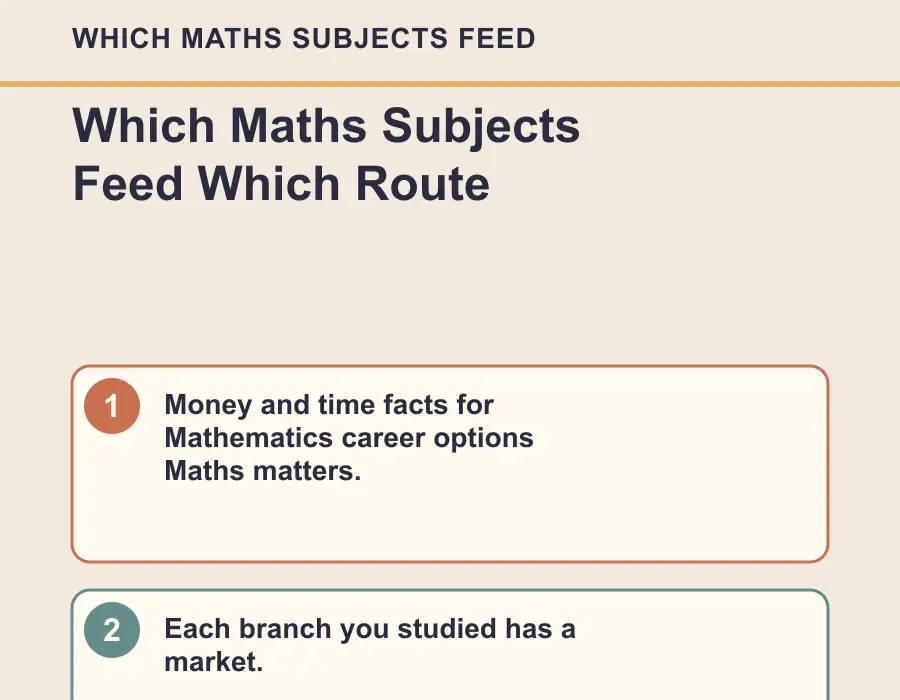 WHICH MATHS SUBJECTS FEED
Which Maths Subjects
Feed Which Route
1
Money and time facts for
Mathematics career options
Maths matters.
2
Each branch you studied has a
market.